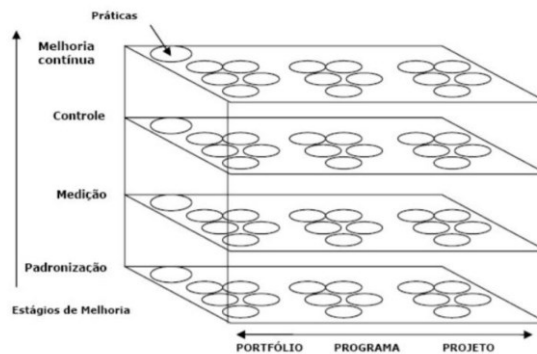 Práticas
Melhoria
contínua
Controle
Medição
Padronização
Estágios de Melhoria
PORTFÓLIO PROGRAMA PROJETO